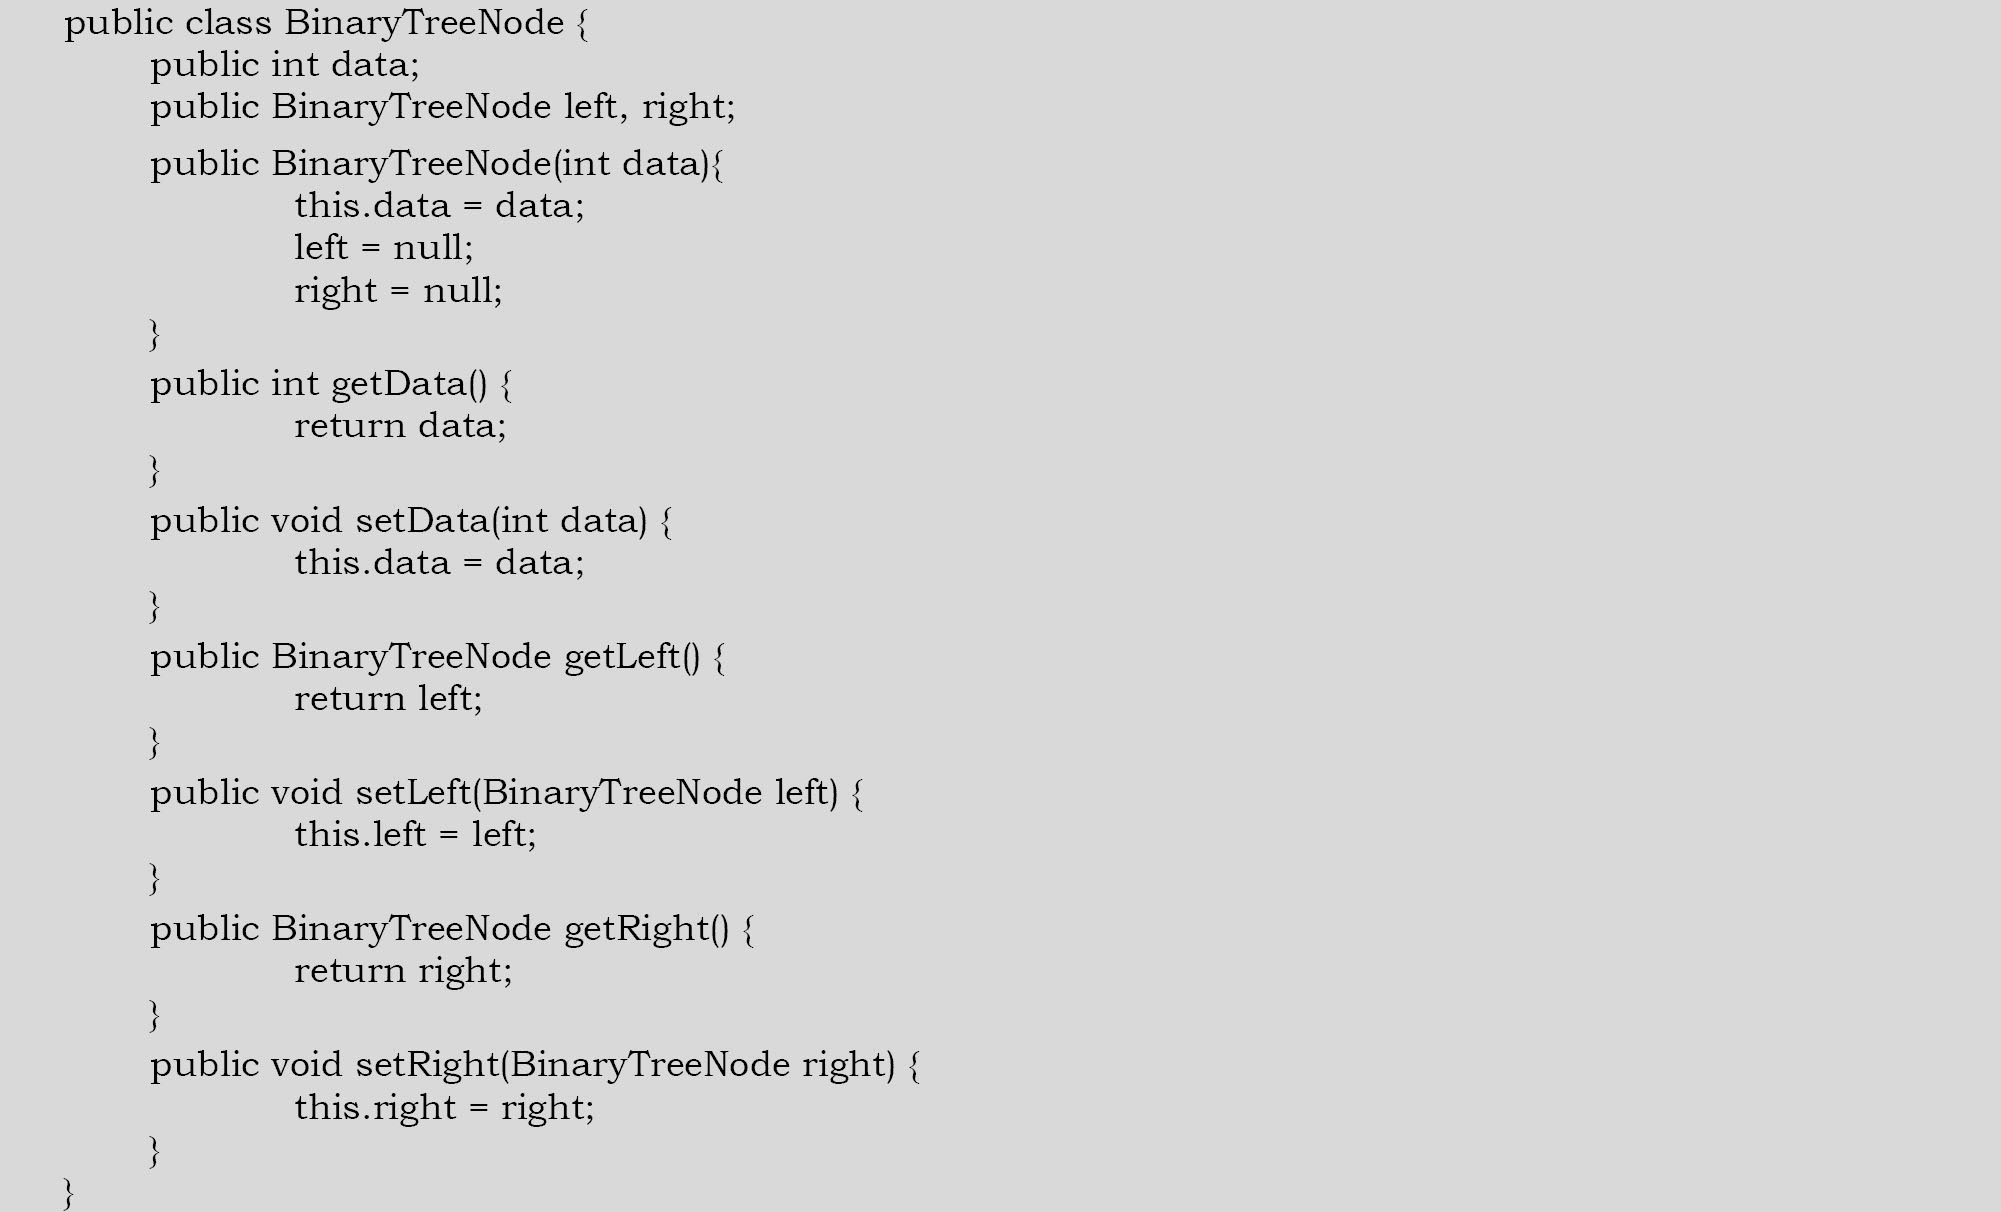 public class BinaryTreeNode {
public int data;
public BinaryTreeNode left, right;
public BinaryTreeNode(int data){
this.data = data;
left = null;
right = null;
}
public int getData() {
return data;
}
public void setData(int data) {
this.data = data;
}
public BinaryTreeNode getLeft() {
return left;
}
public void setLeft(BinaryTreeNode left) {
this.left = left;
}
public BinaryTreeNode getRight() {
return right;
}
public void setRight(BinaryTreeNode right) {
this.right = right;
}
}